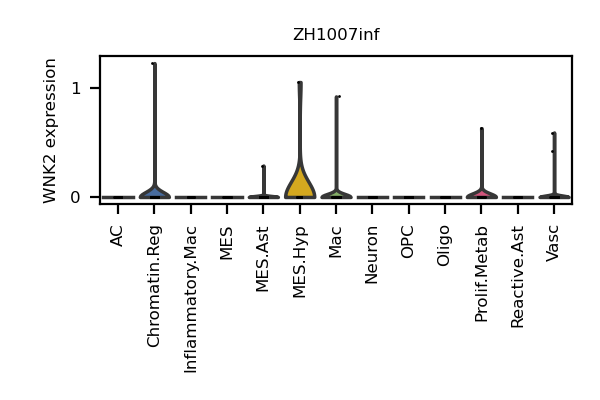 ZH1007inf
WNK2 expression
1
0
AC
Chromatin.Reg
Inflammatory.Mac
MES
MES.Ast
MES.Hyp
Mac
Neuron
OPC
Oligo
Prolif.Metab
Reactive.Ast
Vasc